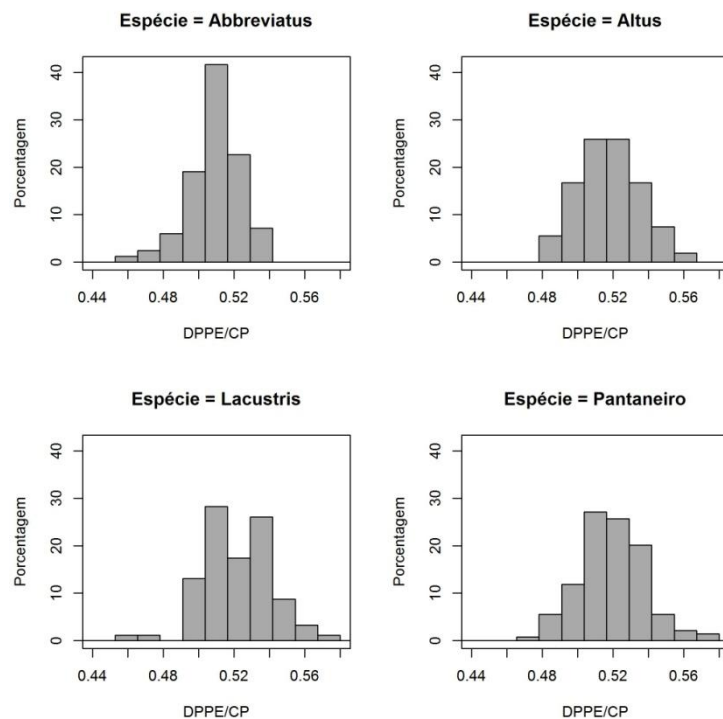 Espécie = Abbreviatus
Porcentagem
40
30
20
10
0
0.44 0.48 0.52 0.56
DPPE/CP
Espécie = Altus
Porcentagem
40
30
20
10
0
0.44 0.48 0.52 0.56
DPPE/CP
Espécie = Lacustris
Porcentagem
40
30
20
10
0
0.44 0.48 0.52 0.56
DPPE/CP
Espécie = Pantaneiro
Porcentagem
40
30
20
10
0
0.44 0.48 0.52 0.56
DPPE/CP